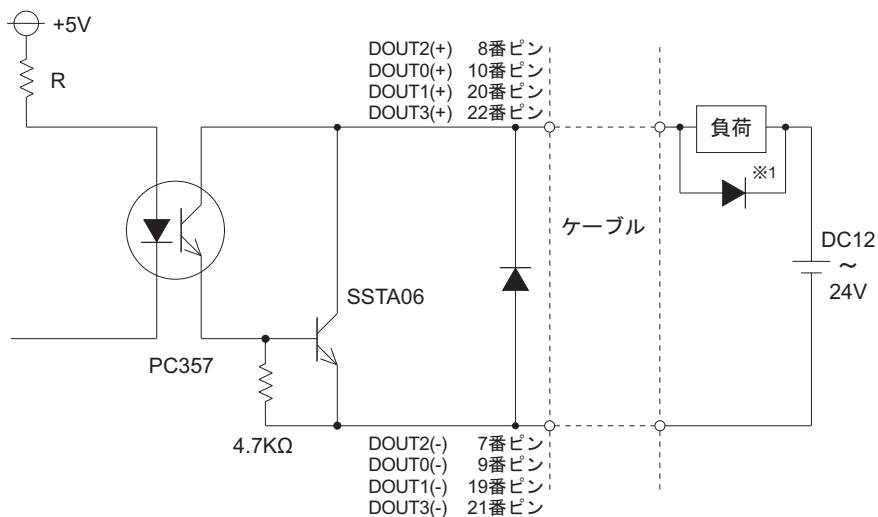 +5V
R
DOUT2(+) 8番ピン
DOUT0(+) 10番ピン
DOUT1(+) 20番ピン
DOUT3(+) 22番ピン
負荷
※1
ケーブル
DC12
~
24V
SSTA06
PC357
4.7KΩ
DOUT2(-) 7番ピン
DOUT0(-) 9番ピン
DOUT1(-) 19番ピン
DOUT3(-) 21番ピン